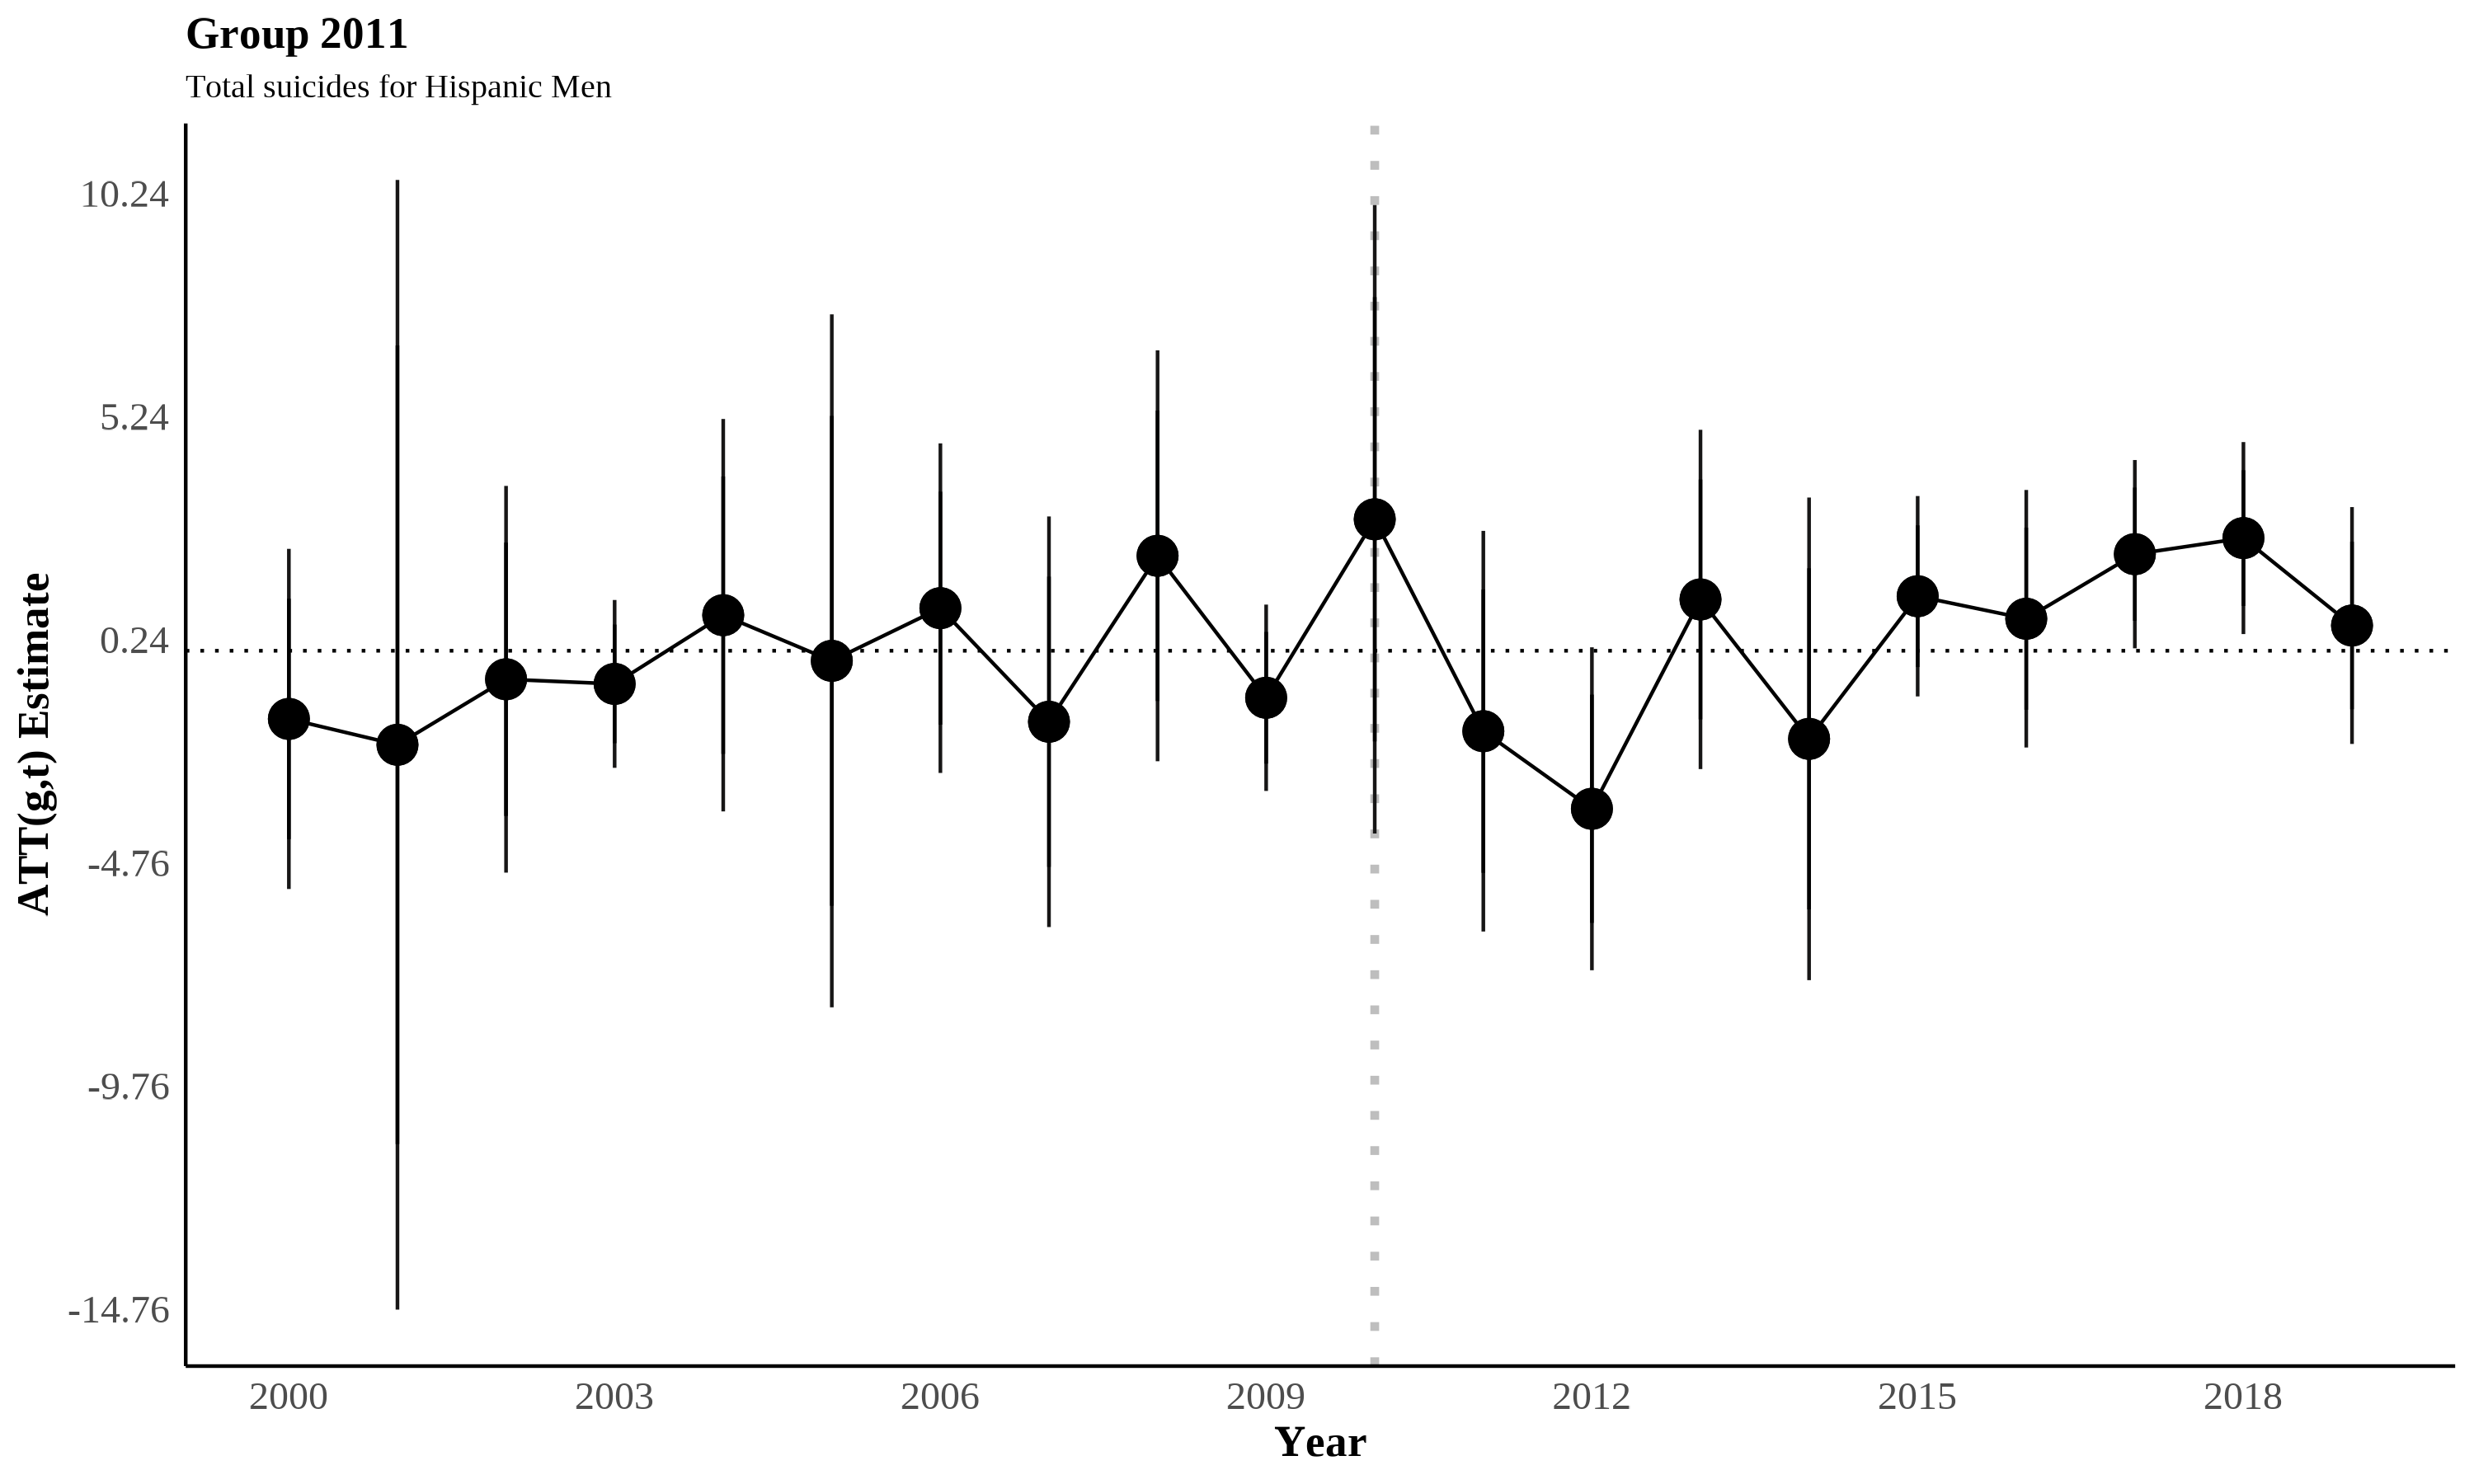 Group 2011
Total suicides for Hispanic Men
ATT(g,t) Estimate
10.24
5.24
0.24
-4.76
-9.76
-14.76
2000 2003 2006 2009 2012 2015 2018
Year